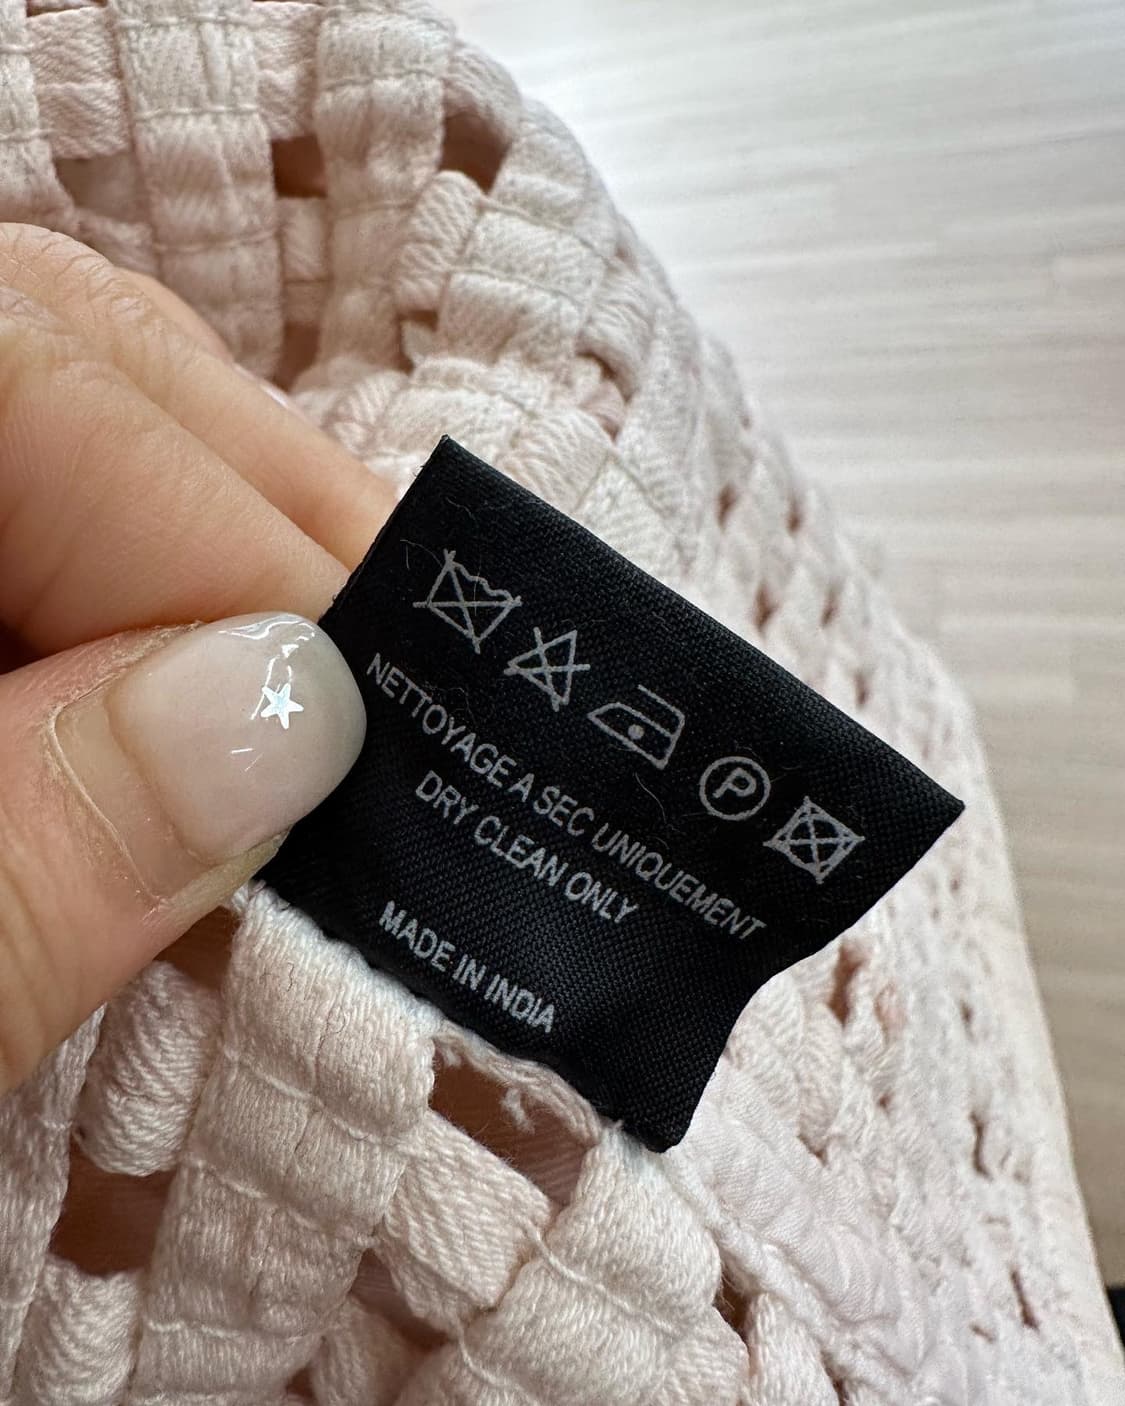 P
NETTOYAGE A SEC UNIQUEMENT
DRY CLEAN ONLY
MADE IN INDIA